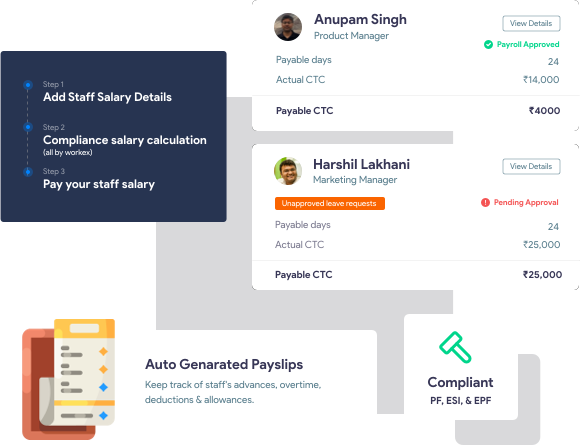 Anupam Singh
Product Manager
View Details
Payroll Approved
Payable days 24
Actual CTC ₹14,000
Payable CTC ₹4000
Step 1
Add Staff Salary Details
Step 2
Compliance salary calculation
(all by workex)
Step 3
Pay your staff salary
Harshil Lakhani
Marketing Manager
View Details
Unapproved leave requests
Pending Approval
Payable days 24
Actual CTC ₹25,000
Payable CTC ₹25,000
Auto Genarated Payslips
Keep track of staff's advances, overtime,
deductions & allowances.
Compliant
PF, ESI, & EPF